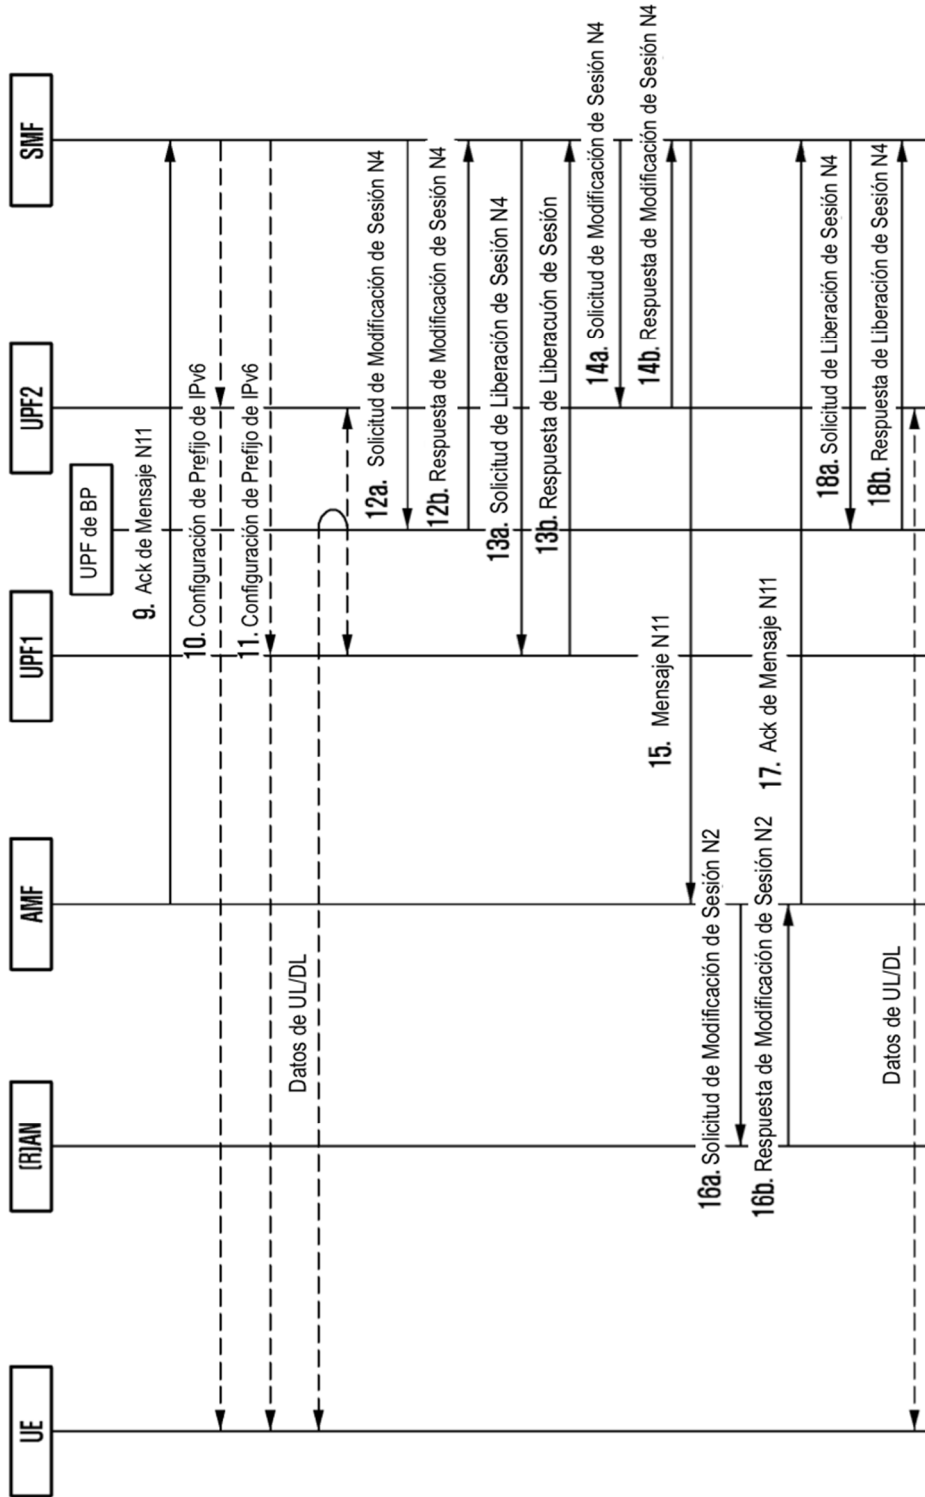 UE
(R)AN
AMF
UPF1
UPF de BP
UPF2
SMF
9. Ack de Mensaje N11
10. Configuración de Prefijo de IPv6
11. Configuración de Prefijo de IPv6
Datos de UL/DL
12a. Solicitud de Modificación de Sesión N4
12b. Respuesta de Modificación de Sesión N4
13a. Solicitud de Liberación de Sesión N4
13b. Respuesta de Liberacuón de Sesión
14a. Solicitud de Modificación de Sesión N4
14b. Respuesta de Modificación de Sesión N4
15. Mensaje N11
16a. Solicitud de Modificación de Sesión N2
16b. Respuesta de Modificación de Sesión N2
17. Ack de Mensaje N11
18a. Solicitud de Liberación de Sesión N4
18b. Respuesta de Liberación de Sesión N4
Datos de UL/DL